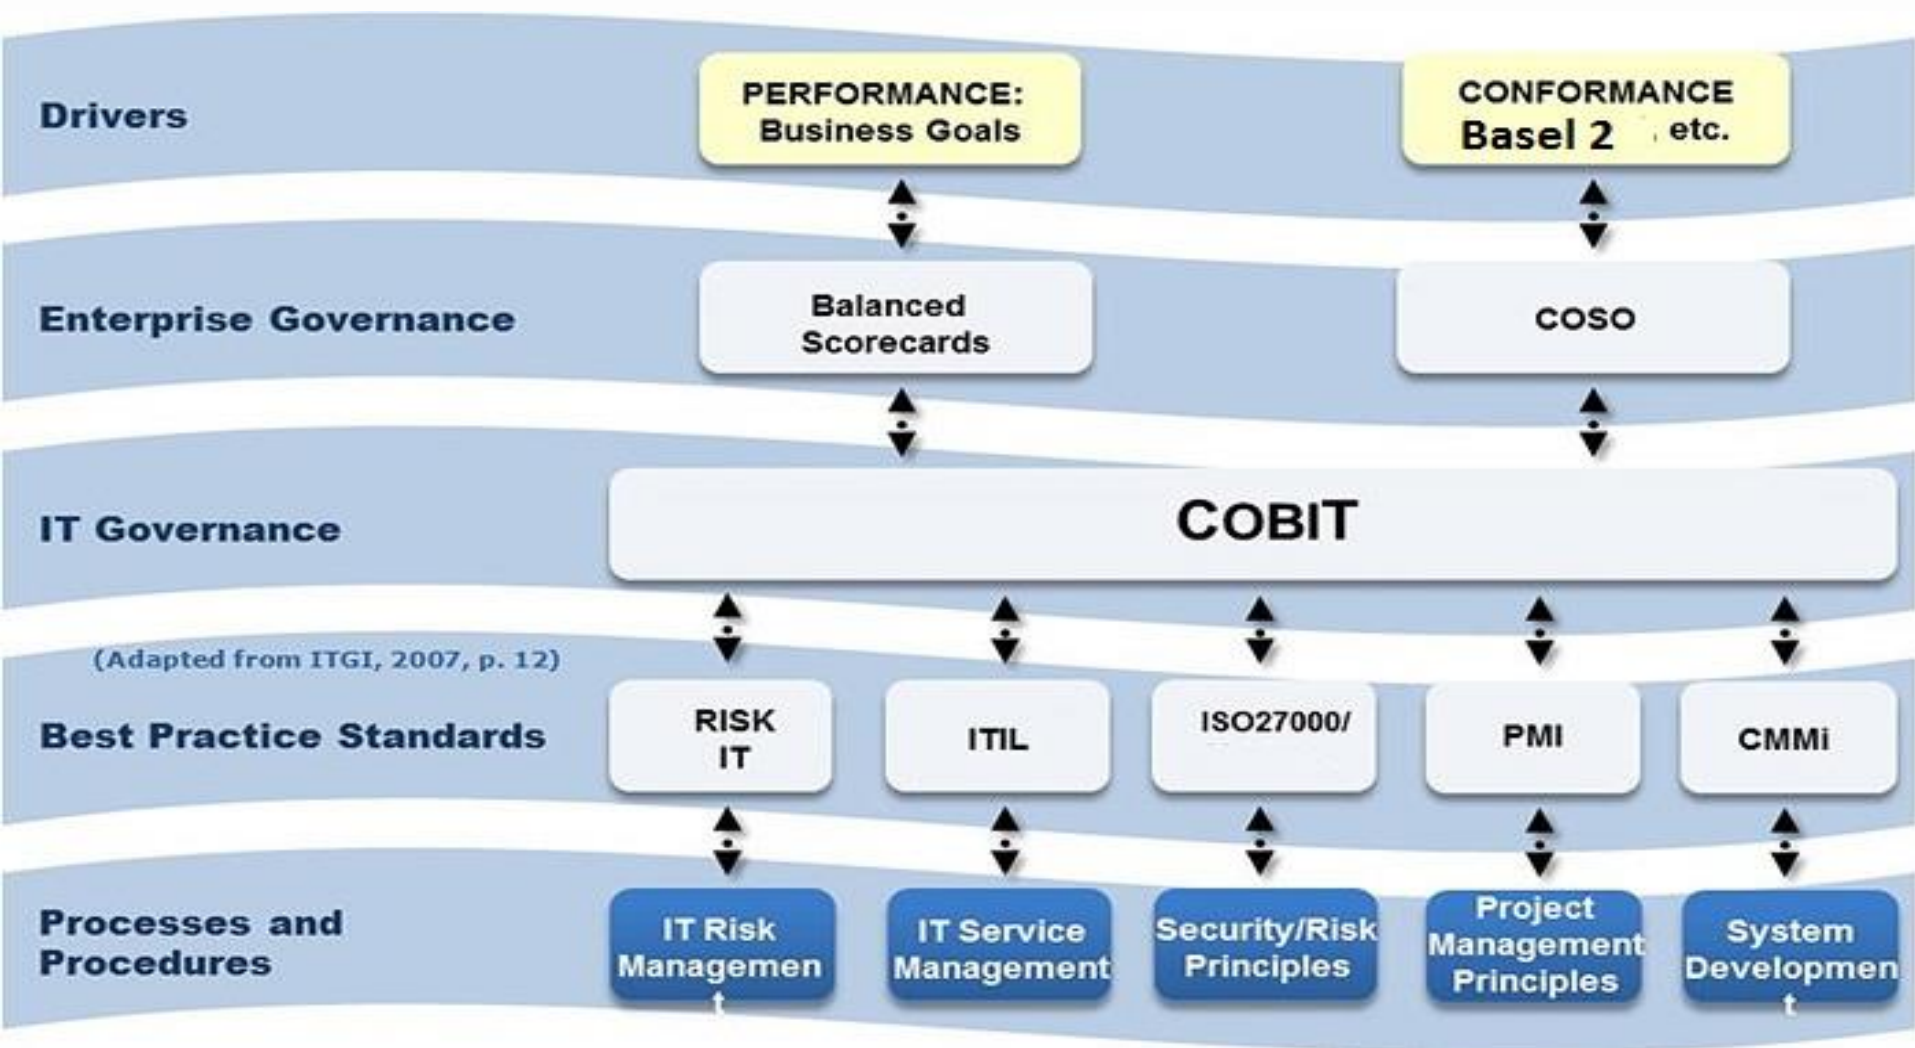 Drivers
PERFORMANCE:
Business Goals
CONFORMANCE
Basel 2 , etc.
Enterprise Governance
Balanced
Scorecards
COSO
IT Governance
COBIT
(Adapted from ITGI, 2007, p. 12)
Best Practice Standards
RISK
IT
ITIL
ISO27000/
PMI
CMMi
Processes and
Procedures
IT Risk
Managemen
t
IT Service
Management
Security/Risk
Principles
Project
Management
Principles
System
Developmen
t